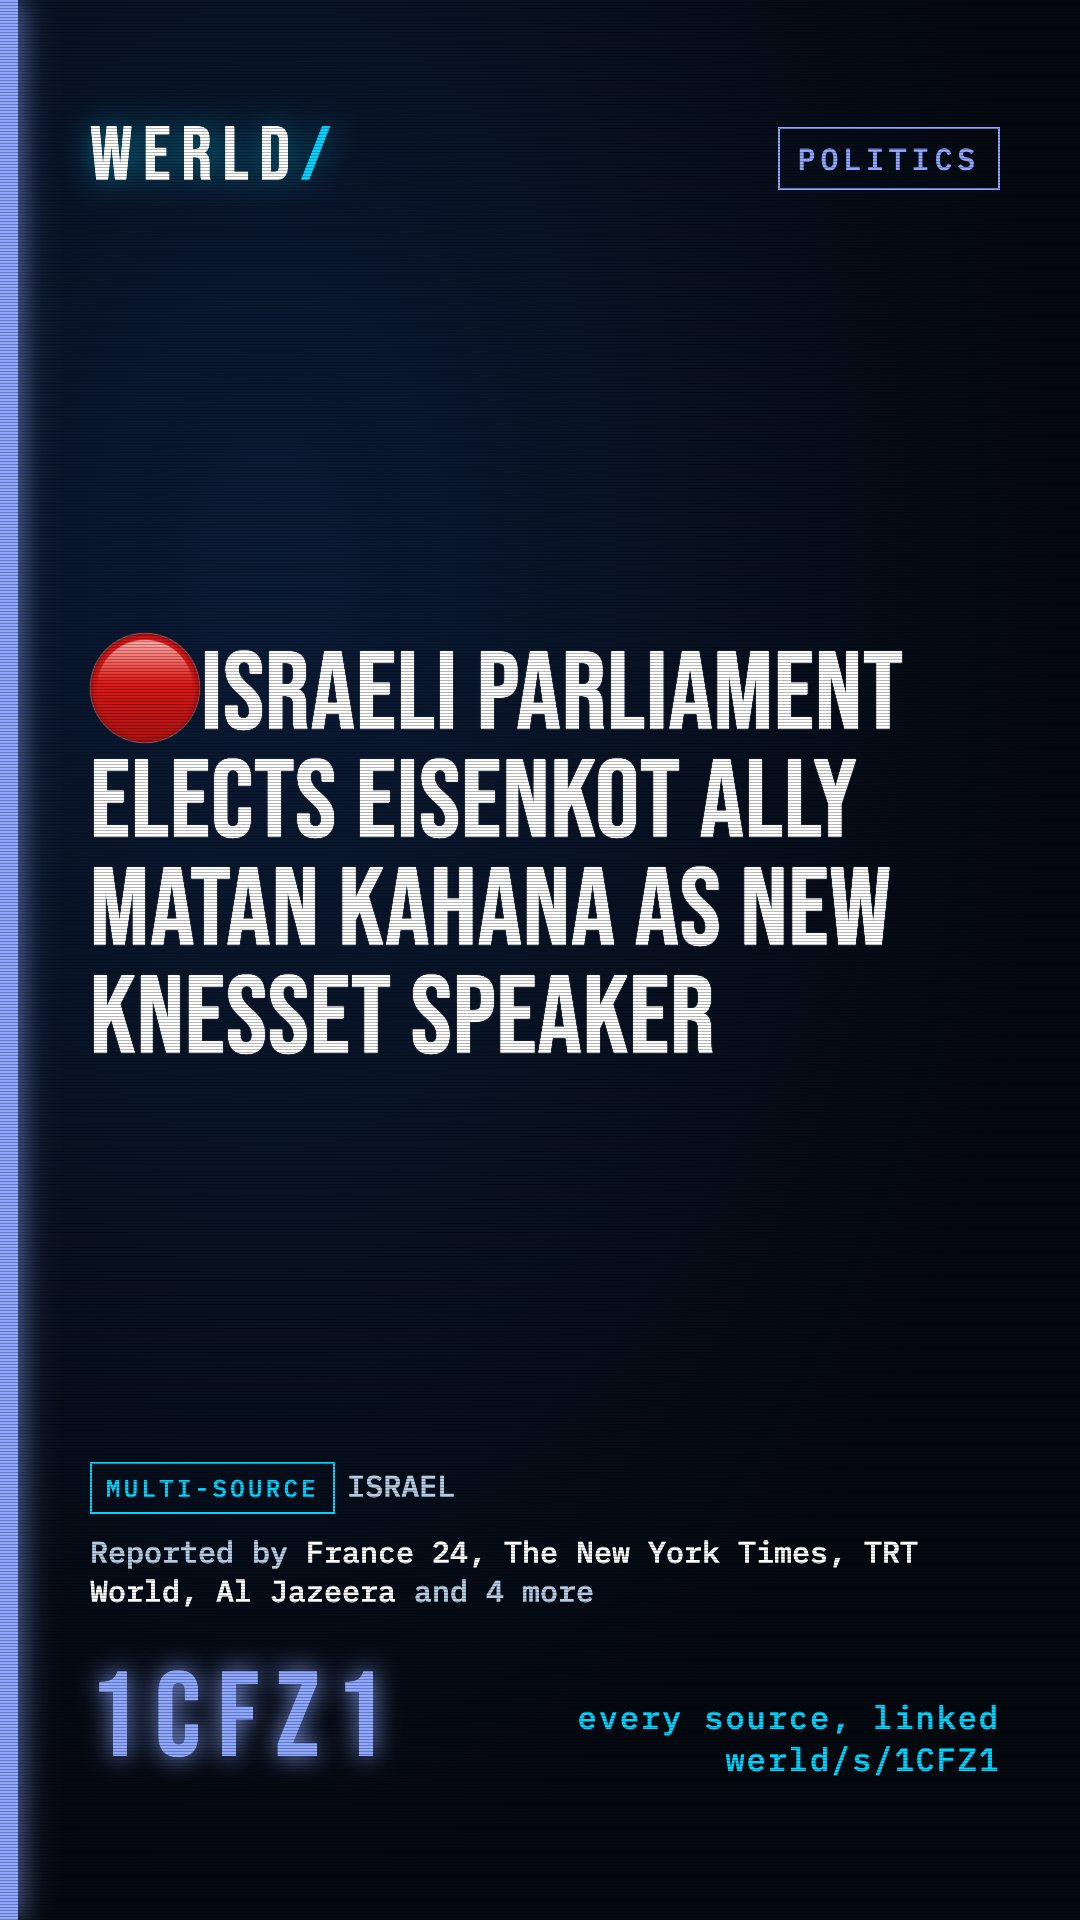 WERLD/
POLITICS
🔴ISRAELI PARLIAMENT
ELECTS EISENKOT ALLY
MATAN KAHANA AS NEW
KNESSET SPEAKER
MULTI-SOURCE ISRAEL
Reported by France 24, The New York Times, TRT
World, Al Jazeera and 4 more
1CFZ1
every source, linked
werld/s/1CFZ1